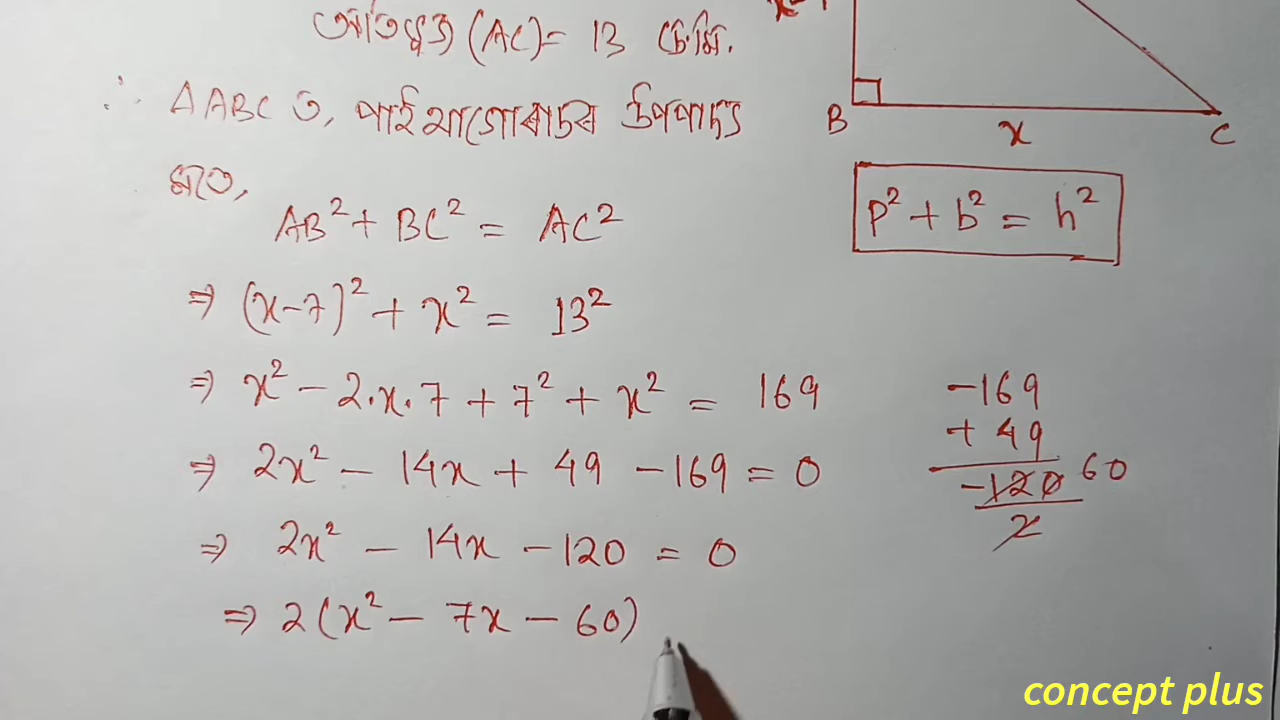 অতিভূজ (AC) = 13 চে.মি.
∴ ΔABC ত, পাইথাগোৰাচৰ উপপাদ্য
মতে,
AB² + BC² = AC²
⇒ (x-7)² + x² = 13²
⇒ x² - 2.x.7 + 7² + x² = 169
⇒ 2x² - 14x + 49 - 169 = 0
⇒ 2x² - 14x - 120 = 0
⇒ 2(x² - 7x - 60)
B
x
C
p² + b² = h²
-169
+ 49
-120 60
2
concept plus